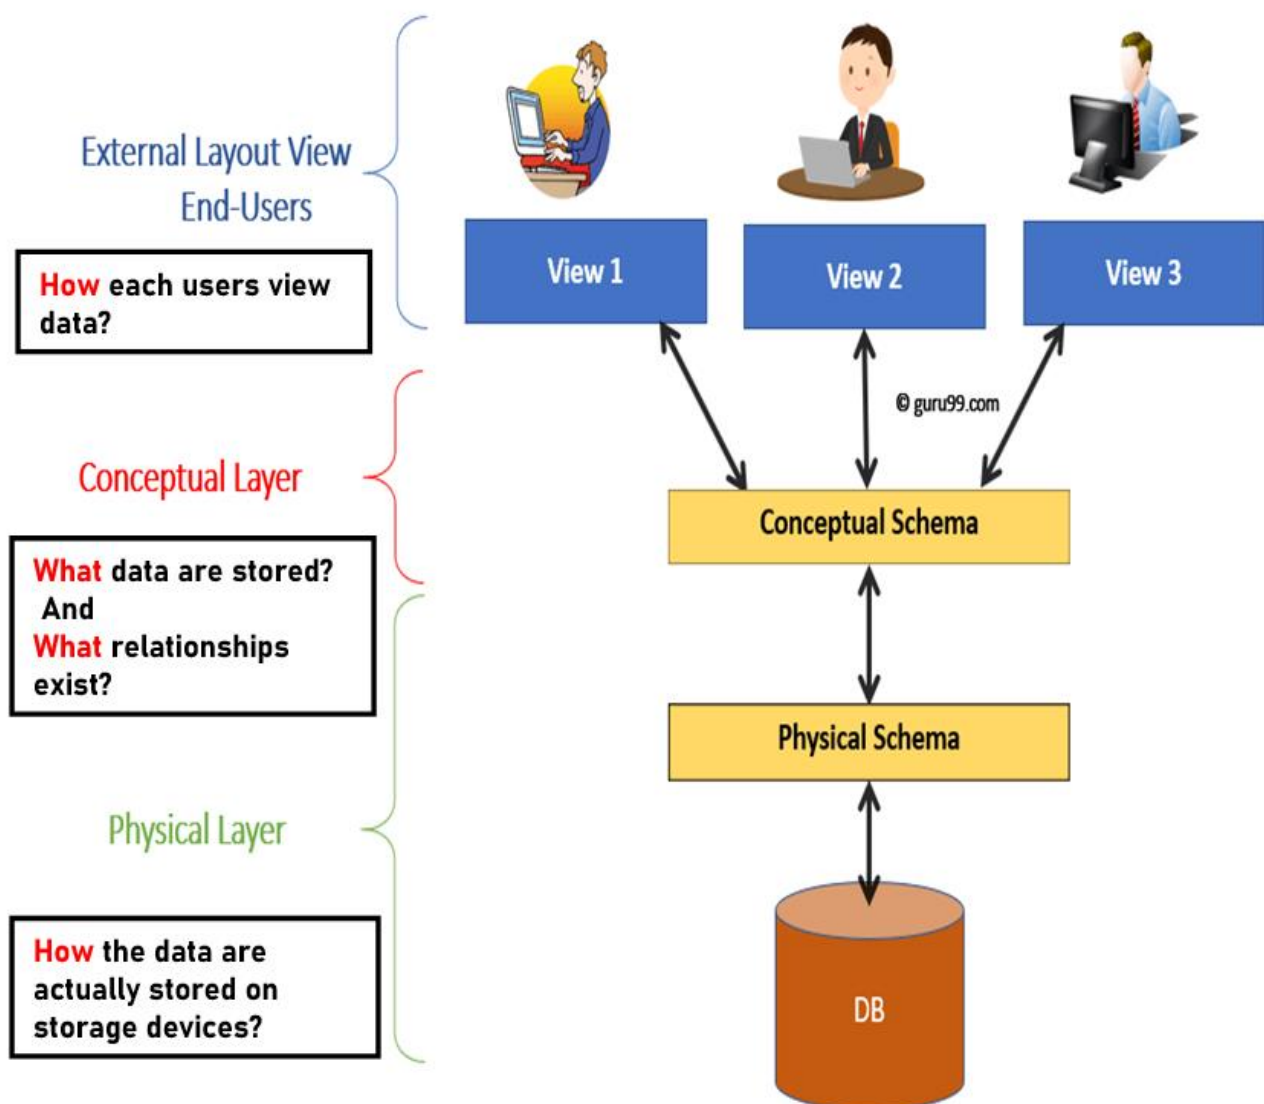 External Layout View
End-Users
How each users view
data?
View 1
View 2
View 3
© guru99.com
Conceptual Layer
Conceptual Schema
What data are stored?
And
What relationships
exist?
Physical Schema
Physical Layer
How the data are
actually stored on
storage devices?
DB